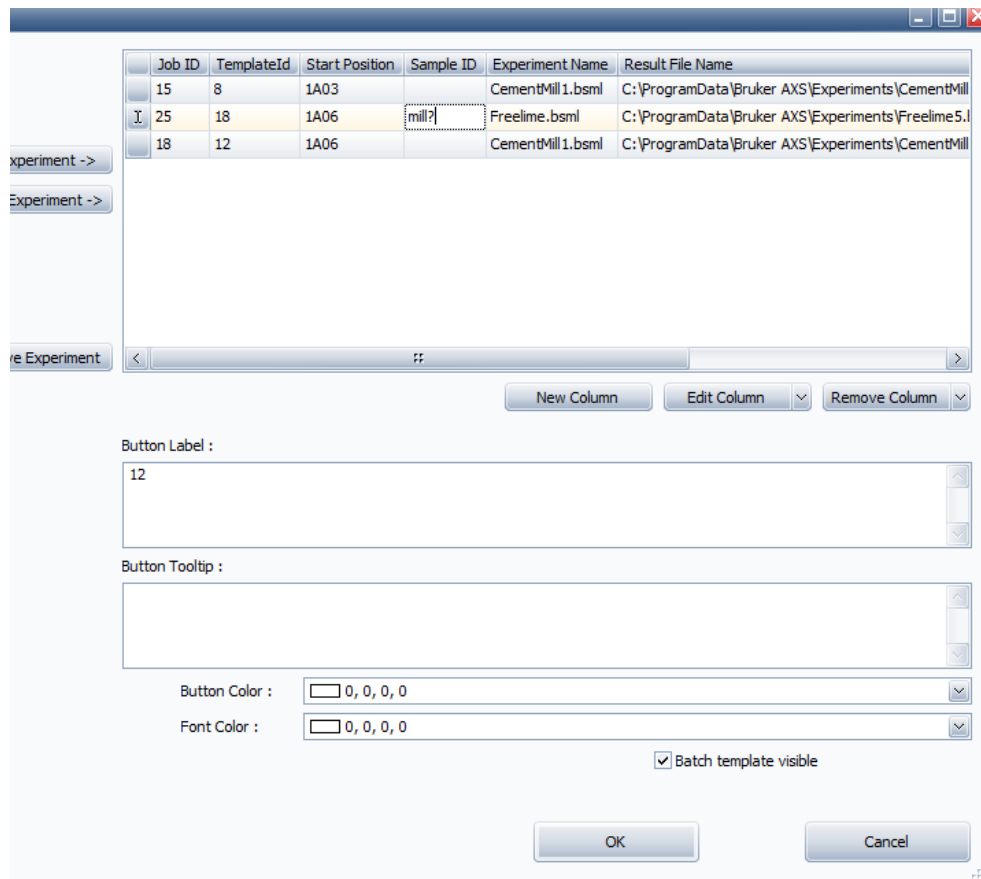 Job ID TemplateId Start Position Sample ID Experiment Name Result File Name
15 8 1A03 CementMill1.bsml C:\ProgramData\Bruker AXS\Experiments\CementMill
25 18 1A06 mill? Freelime.bsml C:\ProgramData\Bruker AXS\Experiments\Freelime5.
18 12 1A06 CementMill1.bsml C:\ProgramData\Bruker AXS\Experiments\CementMill
xperiment ->
Experiment ->
ve Experiment
New Column Edit Column Remove Column
Button Label :
12
Button Tooltip :
Button Color : 0, 0, 0, 0
Font Color : 0, 0, 0, 0
Batch template visible
OK Cancel